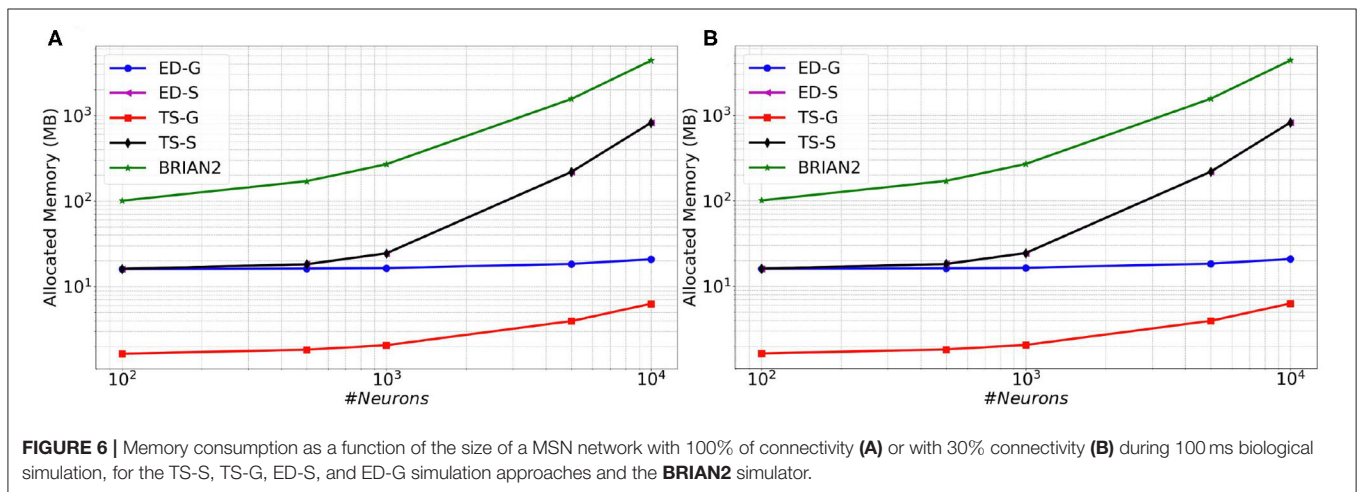 A
ED-G
ED-S
TS-G
TS-S
BRIAN2
Allocated Memory (MB)
10³
10²
10¹
10²
10³
10⁴
#Neurons
B
ED-G
ED-S
TS-G
TS-S
BRIAN2
Allocated Memory (MB)
10³
10²
10¹
10²
10³
10⁴
#Neurons
FIGURE 6 | Memory consumption as a function of the size of a MSN network with 100% of connectivity (A) or with 30% connectivity (B) during 100 ms biological
simulation, for the TS-S, TS-G, ED-S, and ED-G simulation approaches and the BRIAN2 simulator.